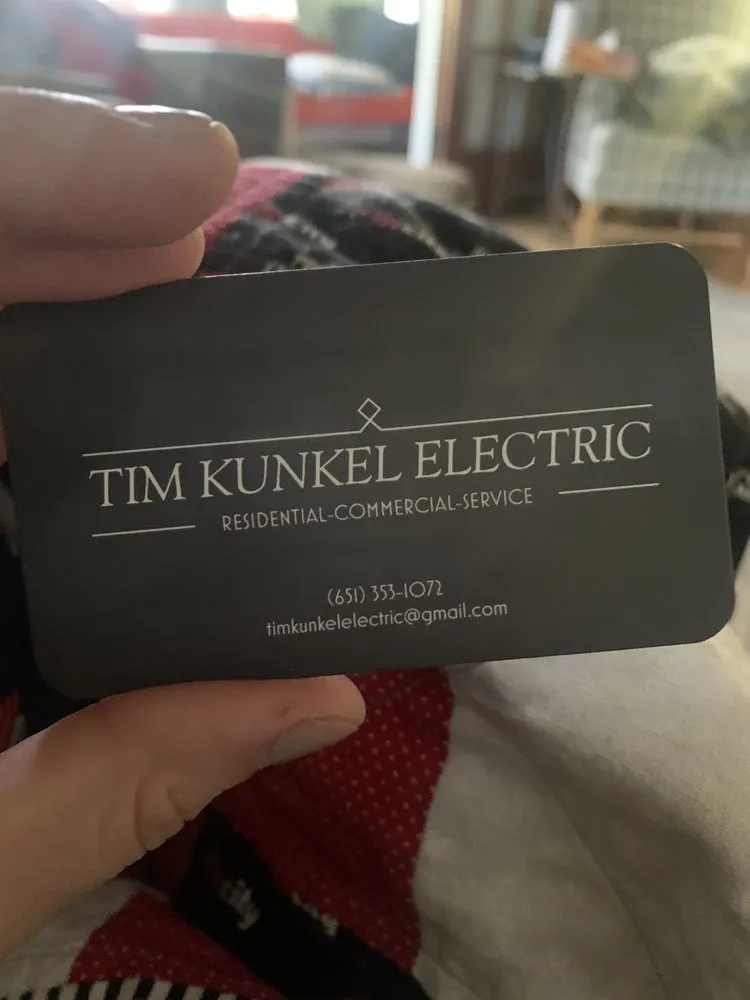 TIM KUNKEL ELECTRIC
RESIDENTIAL-COMMERCIAL-SERVICE
(651) 353-1072
timkunkelelectric@gmail.com